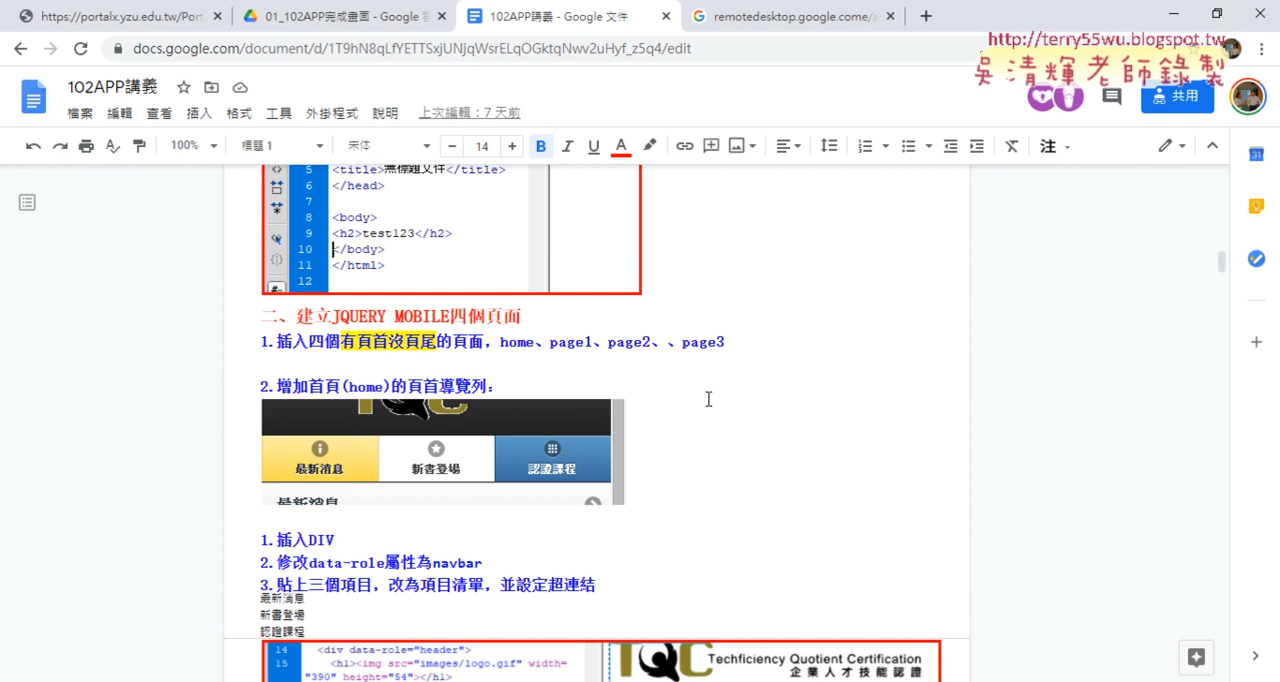 https://portalx.yzu.edu.tw/Port
01_102APP完成畫面 - Google 雲
102APP講義 - Google 文件
remotedesktop.google.come/a
docs.google.com/document/d/1T9hN8qLfYETTSxjUNjqWsrELqOGktqNwv2uHyf_z5q4/edit
http://terry55wu.blogspot.tw
吳清輝老師錄製
102APP講義
檔案 編輯 查看 插入 格式 工具 外掛程式 說明 上次編輯：7 天前
共用
100% 標題 1 宋体 14 B I U A 注
31
5 <title>無標題文件</title>
6 </head>
7
8 <body>
9 <h2>test123</h2>
10 </body>
11 </html>
12
二、建立JQUERY MOBILE四個頁面
1.插入四個有頁首沒頁尾的頁面，home、page1、page2、、page3
2.增加首頁(home)的頁首導覽列：
TQC
最新消息 新書登場 認證課程
最新消息
1.插入DIV
2.修改data-role屬性為navbar
3.貼上三個項目，改為項目清單，並設定超連結
最新消息
新書登場
認證課程
14 <div data-role="header">
15 <h1><img src="images/logo.gif" width=
"390" height="54"></h1>
TQC Techficiency Quotient Certification
企業人才技能認證